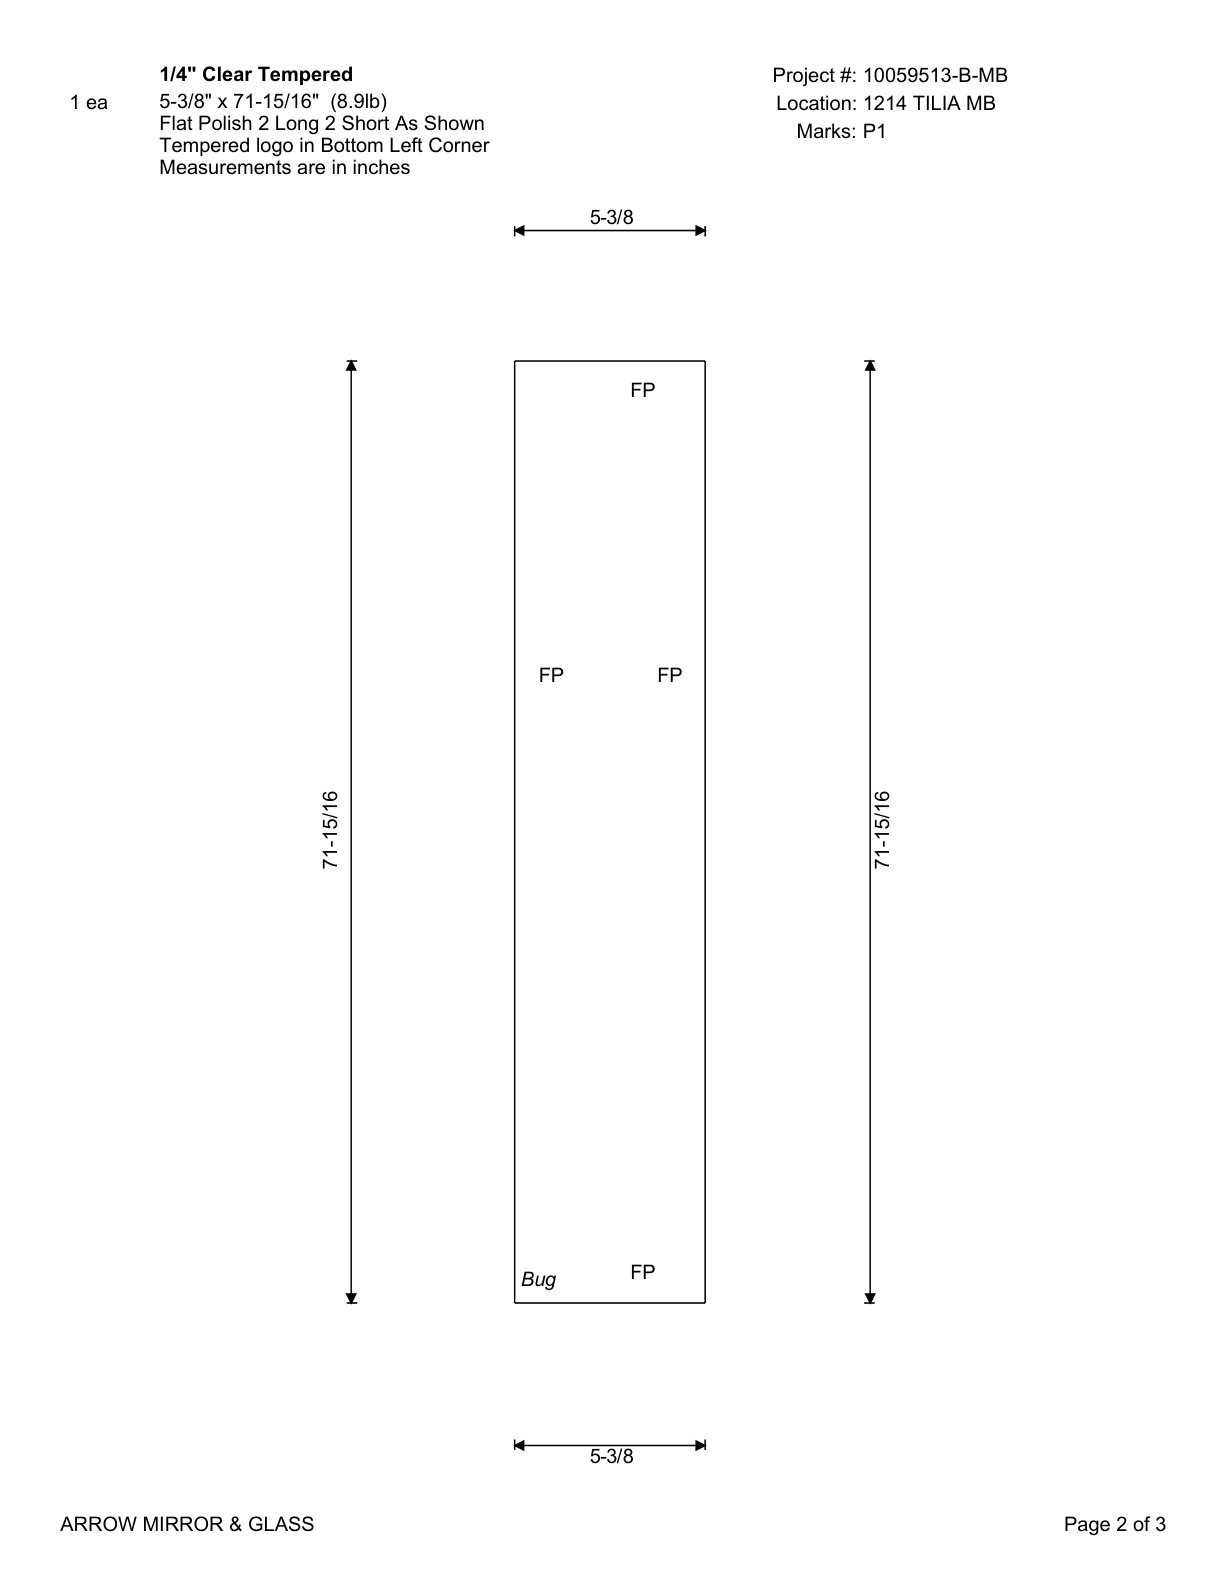 1/4" Clear Tempered
1 ea
5-3/8" x 71-15/16" (8.9lb)
Flat Polish 2 Long 2 Short As Shown
Tempered logo in Bottom Left Corner
Measurements are in inches
Project #: 10059513-B-MB
Location: 1214 TILIA MB
Marks: P1
5-3/8
FP
FP FP
71-15/16
71-15/16
Bug
FP
5-3/8
ARROW MIRROR & GLASS
Page 2 of 3